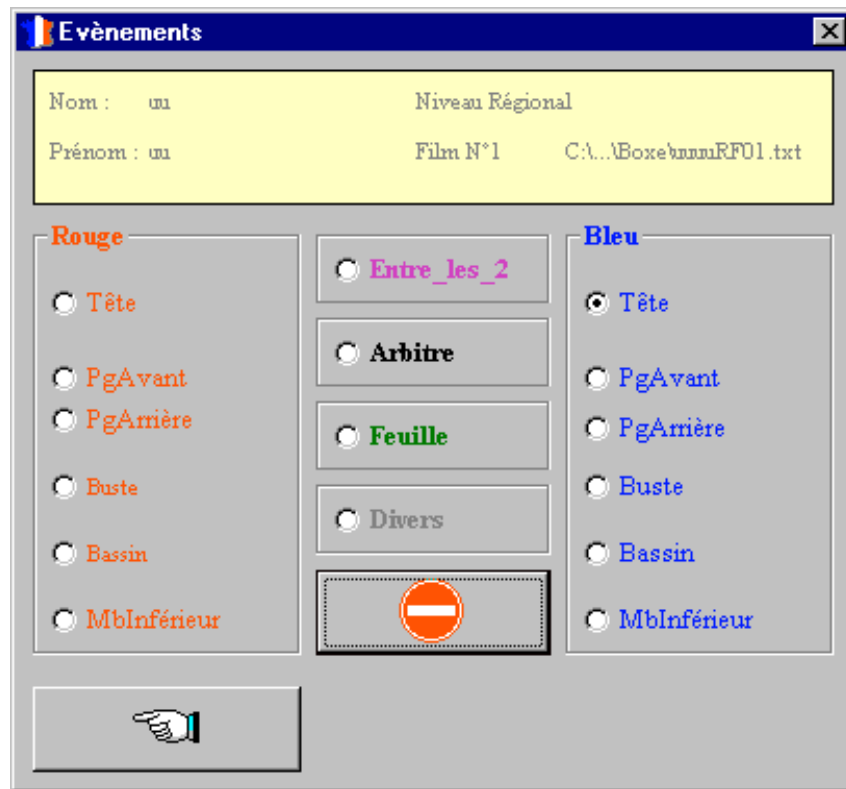 Evènements
Nom : uu Niveau Régional
Prénom : uu Film N°1 C:\...\Boxe\uuuuRF01.txt
Rouge
Tête
PgAvant
PgArrière
Buste
Bassin
MbInférieur
Entre_les_2
Arbitre
Feuille
Divers
Bleu
Tête
PgAvant
PgArrière
Buste
Bassin
MbInférieur